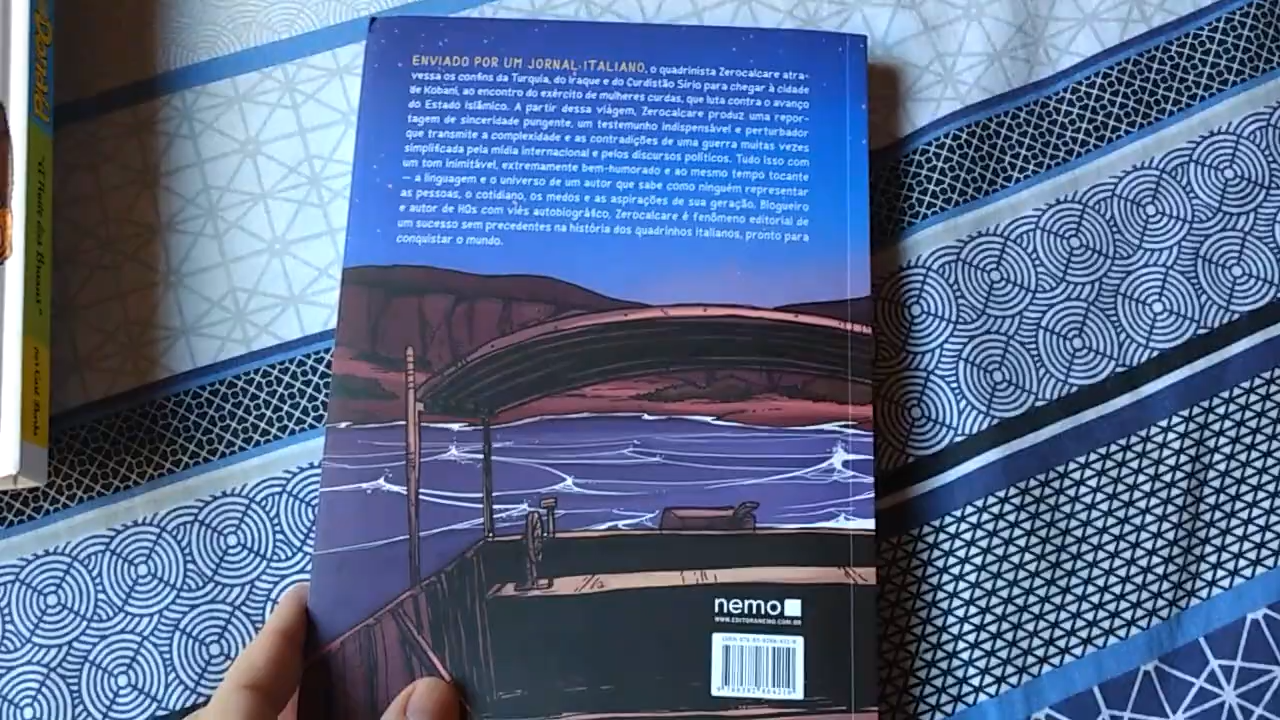 ENVIADO POR UM JORNAL ITALIANO, o quadrinista Zerocalcare atra-
vessa os confins da Turquia, do Iraque e do Curdistão Sírio para chegar à cidade
de Kobani, ao encontro do exército de mulheres curdas, que luta contra o avanço
do Estado Islâmico. A partir dessa viagem, Zerocalcare produz uma repor-
tagem de sinceridade pungente, um testemunho indispensável e perturbador
que transmite a complexidade e as contradições de uma guerra muitas vezes
simplificada pela mídia internacional e pelos discursos políticos. Tudo isso com
um tom inimitável, extremamente bem-humorado e ao mesmo tempo tocante
— a linguagem e o universo de um autor que sabe como ninguém representar
as pessoas, o cotidiano, os medos e as aspirações de sua geração. Blogueiro
e autor de HQs com viés autobiográfico, Zerocalcare é fenômeno editorial de
um sucesso sem precedentes na história dos quadrinhos italianos, pronto para
conquistar o mundo.
nemo
WWW.EDITORANEMO.COM.BR